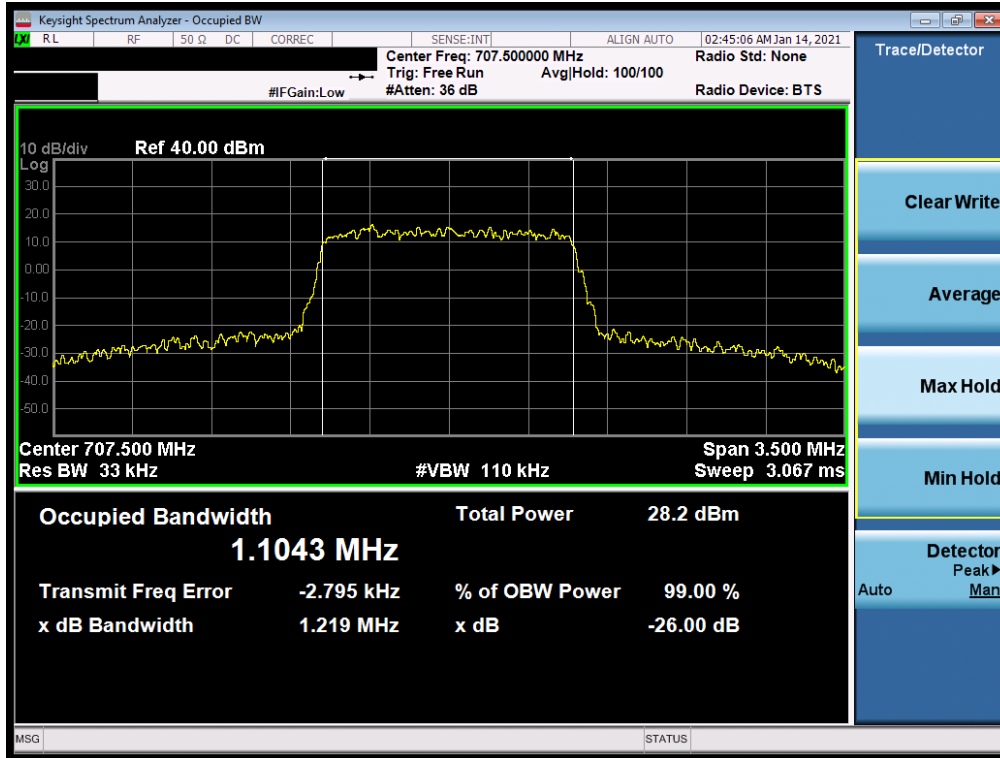 Keysight Spectrum Analyzer - Occupied BW
LXI RL RF 50 Ω DC CORREC SENSE:INT ALIGN AUTO 02:45:06 AM Jan 14, 2021
Center Freq: 707.500000 MHz Radio Std: None
Trig: Free Run Avg|Hold: 100/100
#IFGain:Low #Atten: 36 dB Radio Device: BTS
10 dB/div Ref 40.00 dBm
Log
30.0
20.0
10.0
0.00
-10.0
-20.0
-30.0
-40.0
-50.0
Center 707.500 MHz Span 3.500 MHz
Res BW 33 kHz #VBW 110 kHz Sweep 3.067 ms
Occupied Bandwidth Total Power 28.2 dBm
1.1043 MHz
Transmit Freq Error -2.795 kHz % of OBW Power 99.00 %
x dB Bandwidth 1.219 MHz x dB -26.00 dB
MSG STATUS
Trace/Detector
Clear Write
Average
Max Hold
Min Hold
Detector
Peak▶
Auto Man